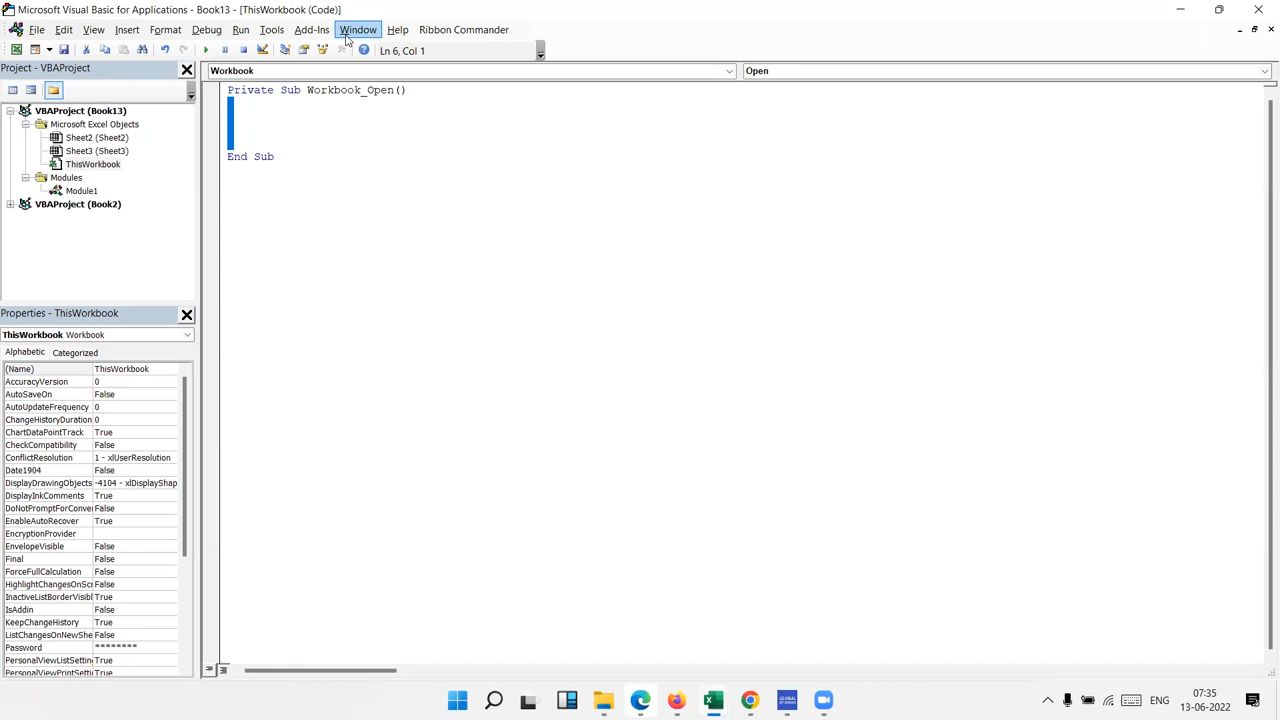 Microsoft Visual Basic for Applications - Book13 - [ThisWorkbook (Code)]
File Edit View Insert Format Debug Run Tools Add-Ins Window Help Ribbon Commander
Ln 6, Col 1
Project - VBAProject
Workbook
Open
VBAProject (Book13)
Microsoft Excel Objects
Sheet2 (Sheet2)
Sheet3 (Sheet3)
ThisWorkbook
Modules
Module1
VBAProject (Book2)
Private Sub Workbook_Open()
End Sub
Properties - ThisWorkbook
ThisWorkbook Workbook
Alphabetic Categorized
(Name) ThisWorkbook
AccuracyVersion 0
AutoSaveOn False
AutoUpdateFrequency 0
ChangeHistoryDuration 0
ChartDataPointTrack True
CheckCompatibility False
ConflictResolution 1 - xlUserResolution
Date1904 False
DisplayDrawingObjects -4104 - xlDisplayShap
DisplayInkComments True
DoNotPromptForConver False
EnableAutoRecover True
EncryptionProvider
EnvelopeVisible False
Final False
ForceFullCalculation False
HighlightChangesOnScr False
InactiveListBorderVisibl True
IsAddin False
KeepChangeHistory True
ListChangesOnNewShe False
Password ********
PersonalViewListSetting True
PersonalViewPrintSetti True
ENG
07:35
13-06-2022